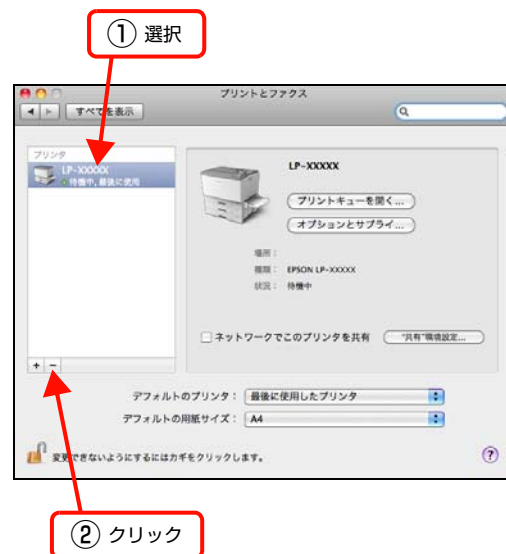 ① 選択
プリントとファクス
すべてを表示
プリンタ
LP-XXXXX
待機中, 最後に使用
LP-XXXXX
プリントキューを開く...
オプションとサプライ...
場所：
種類： EPSON LP-XXXXX
状況： 待機中
ネットワークでこのプリンタを共有 "共有"環境設定...
+ −
デフォルトのプリンタ： 最後に使用したプリンタ
デフォルトの用紙サイズ： A4
変更できないようにするにはカギをクリックします。 ?
② クリック